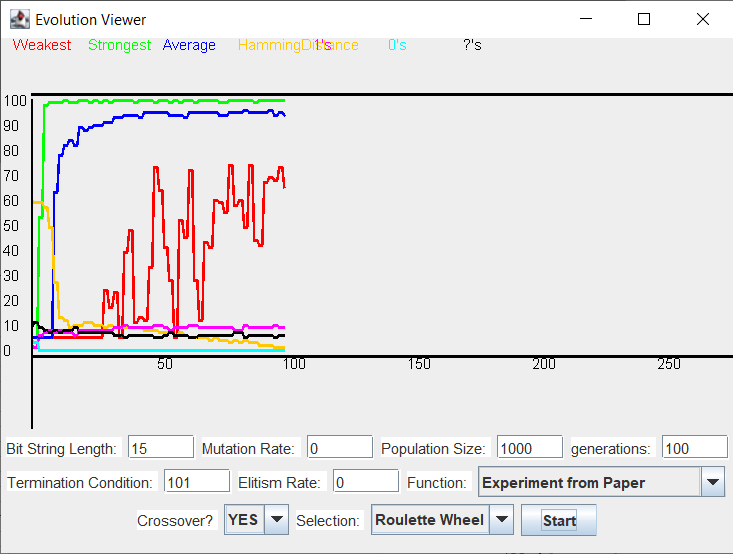 Evolution Viewer
Weakest Strongest Average HammingDistance 1's 0's ?'s
100
90
80
70
60
50
40
30
20
10
0
50 100 150 200 250
Bit String Length: 15 Mutation Rate: 0 Population Size: 1000 generations: 100
Termination Condition: 101 Elitism Rate: 0 Function: Experiment from Paper
Crossover? YES Selection: Roulette Wheel Start